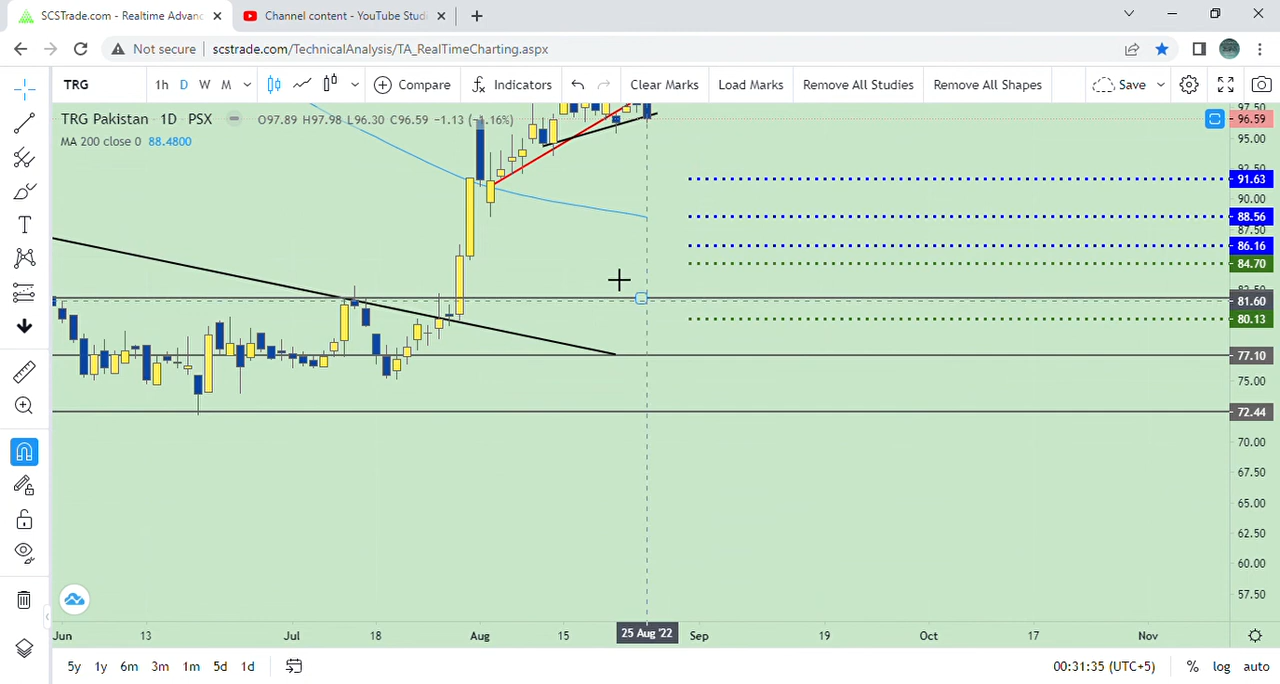 SCSTrade.com - Realtime Advanc
Channel content - YouTube Studi
Not secure scstrade.com/TechnicalAnalysis/TA_RealTimeCharting.aspx
TRG 1h D W M Compare Indicators Clear Marks Load Marks Remove All Studies Remove All Shapes Save
TRG Pakistan · 1D · PSX O97.89 H97.98 L96.30 C96.59 −1.13 (−1.16%)
MA 200 close 0 88.4800
97.50
96.59
95.00
92.50
91.63
90.00
88.56
87.50
86.16
84.70
82.50
81.60
80.13
77.10
75.00
72.44
70.00
67.50
65.00
62.50
60.00
57.50
Jun 13 Jul 18 Aug 15 25 Aug '22 Sep 19 Oct 17 Nov
5y 1y 6m 3m 1m 5d 1d 00:31:35 (UTC+5) % log auto